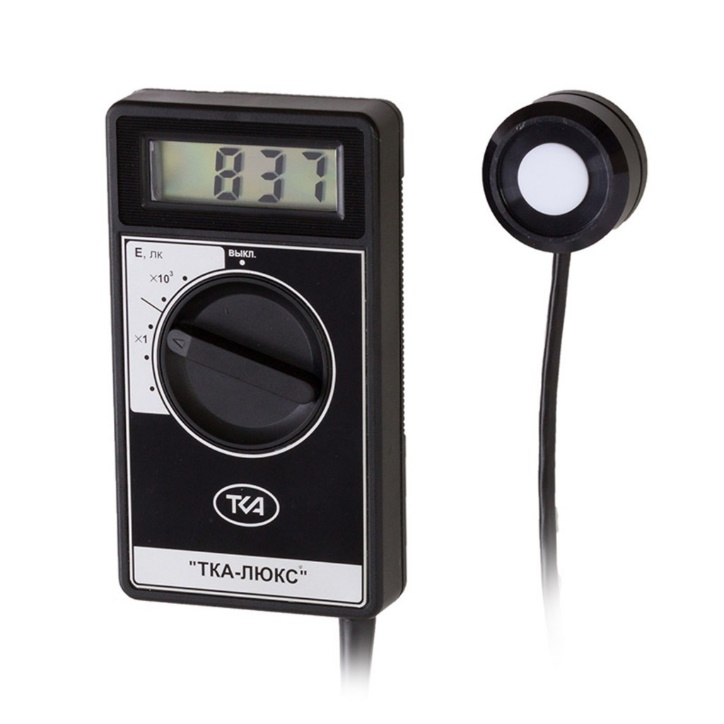 837
E, лк
ВЫКЛ.
×10³
×1
ТКА
"ТКА-ЛЮКС"